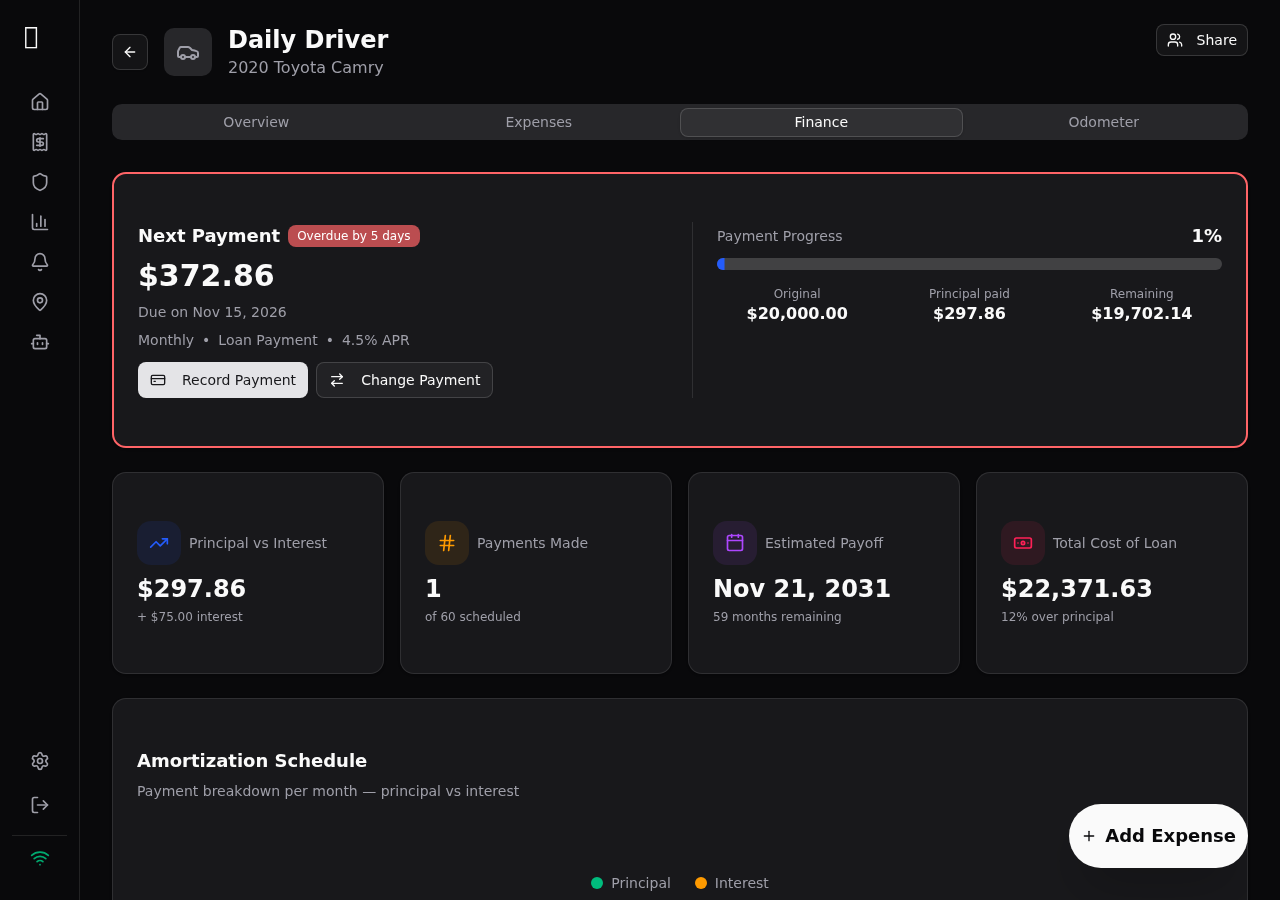 Daily Driver
2020 Toyota Camry
Share
Overview
Expenses
Finance
Odometer
Next Payment
Overdue by 5 days
$372.86
Due on Nov 15, 2026
Monthly • Loan Payment • 4.5% APR
Record Payment
Change Payment
Payment Progress
1%
Original
$20,000.00
Principal paid
$297.86
Remaining
$19,702.14
Principal vs Interest
$297.86
+ $75.00 interest
Payments Made
1
of 60 scheduled
Estimated Payoff
Nov 21, 2031
59 months remaining
Total Cost of Loan
$22,371.63
12% over principal
Amortization Schedule
Payment breakdown per month — principal vs interest
Principal
Interest
Add Expense